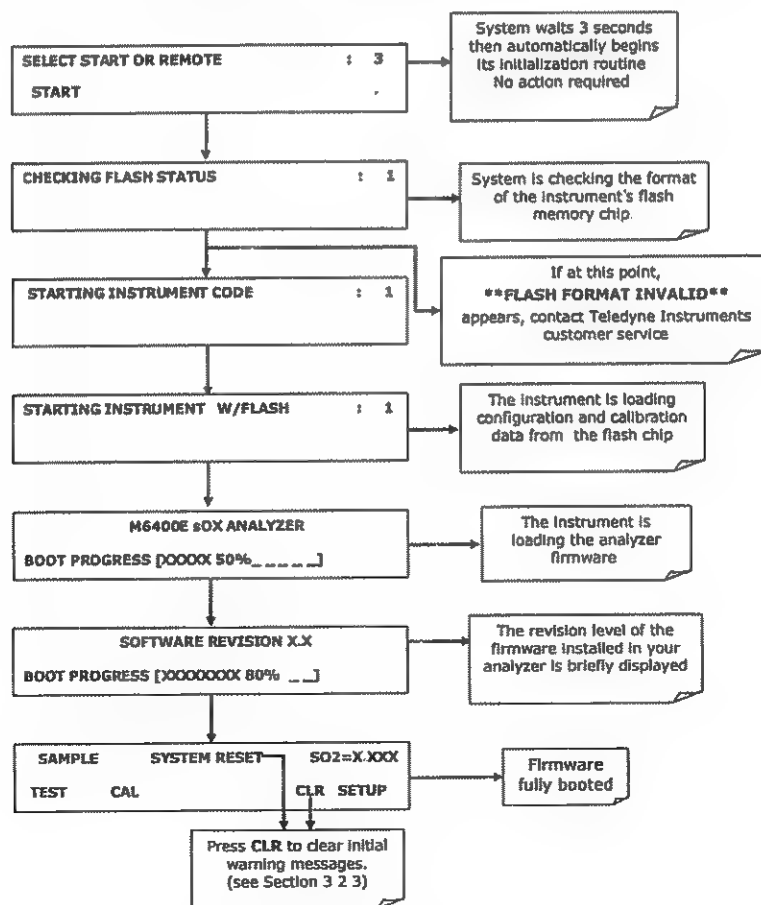 SELECT START OR REMOTE : 3
START .
System waits 3 seconds
then automatically begins
its initialization routine
No action required
CHECKING FLASH STATUS : 1
System is checking the format
of the instrument's flash
memory chip
STARTING INSTRUMENT CODE : 1
If at this point,
**FLASH FORMAT INVALID**
appears, contact Teledyne Instruments
customer service
STARTING INSTRUMENT W/FLASH : 1
The instrument is loading
configuration and calibration
data from the flash chip
M6400E sOX ANALYZER
BOOT PROGRESS [XXXXX 50%_ _ _ _ _]
The Instrument is
loading the analyzer
firmware
SOFTWARE REVISION X.X
BOOT PROGRESS [XXXXXXXX 80% _ _]
The revision level of the
firmware installed in your
analyzer is briefly displayed
SAMPLE SYSTEM RESET SO2=X.XXX
TEST CAL CLR SETUP
Firmware
fully booted
Press CLR to clear initial
warning messages.
(see Section 3 2 3)